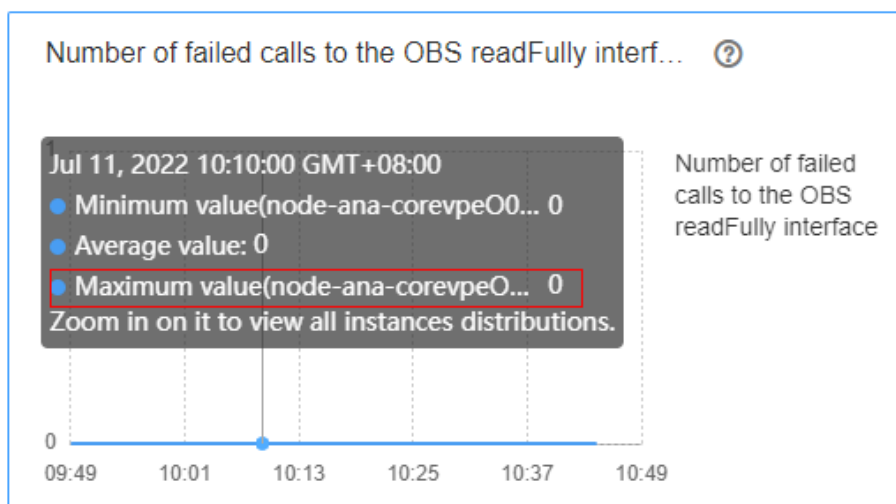 Number of failed calls to the OBS readFully interf...
1
Jul 11, 2022 10:10:00 GMT+08:00
Minimum value(node-ana-corevpeO0... 0
Average value: 0
Maximum value(node-ana-corevpeO... 0
Zoom in on it to view all instances distributions.
Number of failed
calls to the OBS
readFully interface
0
09:49 10:01 10:13 10:25 10:37 10:49